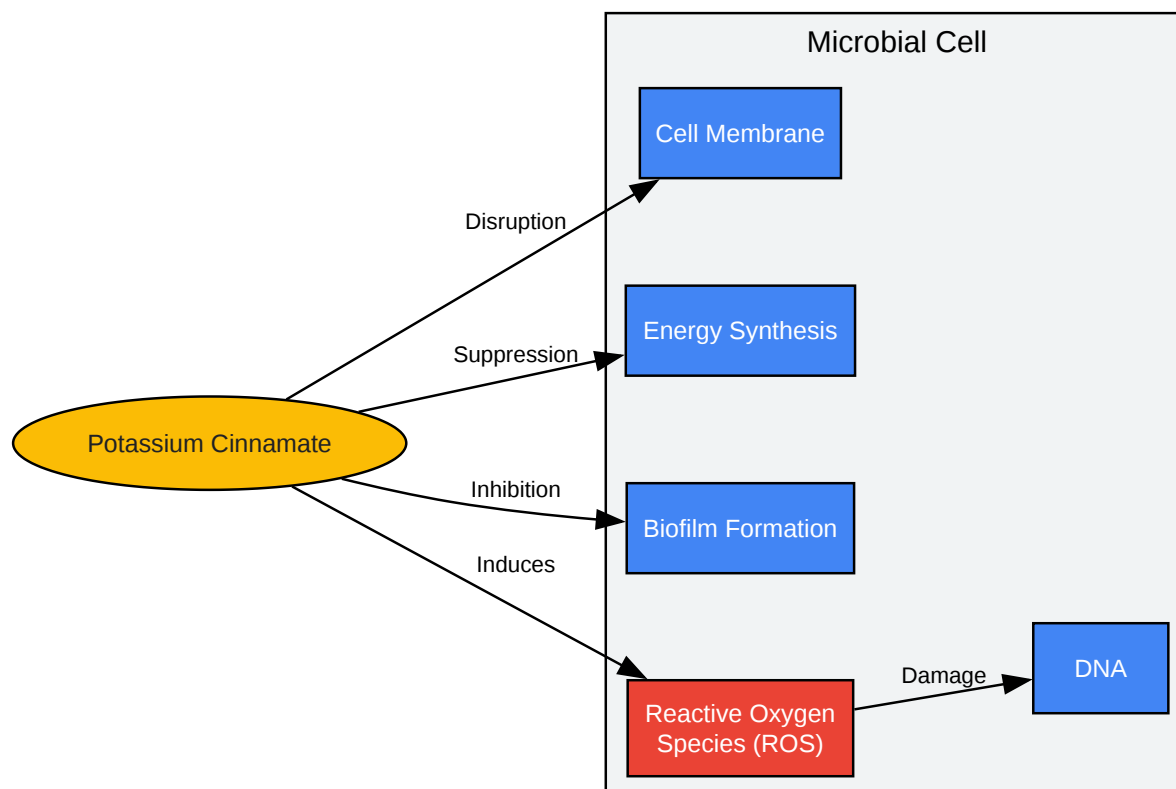 Microbial Cell
Cell Membrane
Disruption
Energy Synthesis
Suppression
Potassium Cinnamate
Inhibition
Biofilm Formation
Induces
Reactive Oxygen
Species (ROS)
Damage
DNA